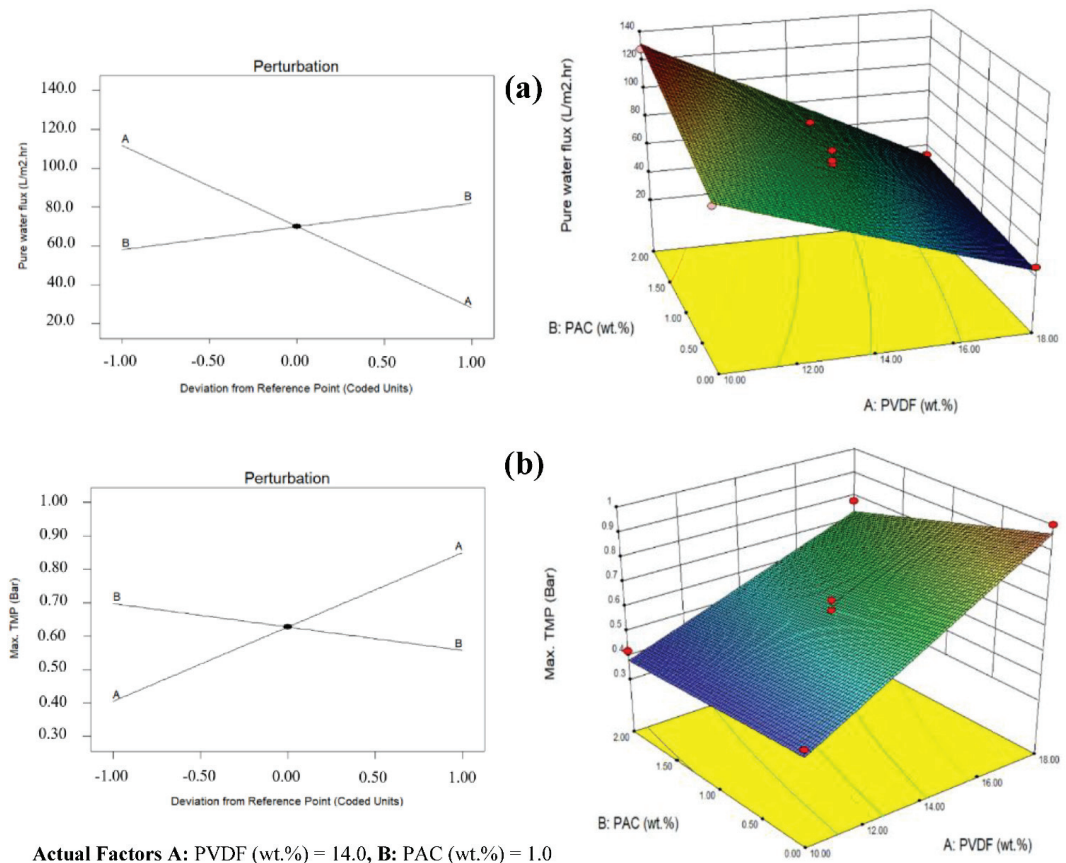 (a)
Perturbation
Pure water flux (L/m2.hr)
140.0
120.0
100.0
80.0
60.0
40.0
20.0
A
B
B
A
-1.00
-0.50
0.00
0.50
1.00
Deviation from Reference Point (Coded Units)
Pure water flux (L/m2.hr)
140
120
100
80
60
40
20
2.00
1.50
1.00
0.50
0.00
B: PAC (wt.%)
10.00
12.00
14.00
16.00
18.00
A: PVDF (wt.%)
(b)
Perturbation
Max. TMP (Bar)
1.00
0.90
0.80
0.70
0.60
0.50
0.40
0.30
B
A
A
B
-1.00
-0.50
0.00
0.50
1.00
Deviation from Reference Point (Coded Units)
Max. TMP (Bar)
1
0.9
0.8
0.7
0.6
0.5
0.4
0.3
2.00
1.50
1.00
0.50
0.00
B: PAC (wt.%)
10.00
12.00
14.00
16.00
18.00
A: PVDF (wt.%)
Actual Factors A: PVDF (wt.%) = 14.0, B: PAC (wt.%) = 1.0